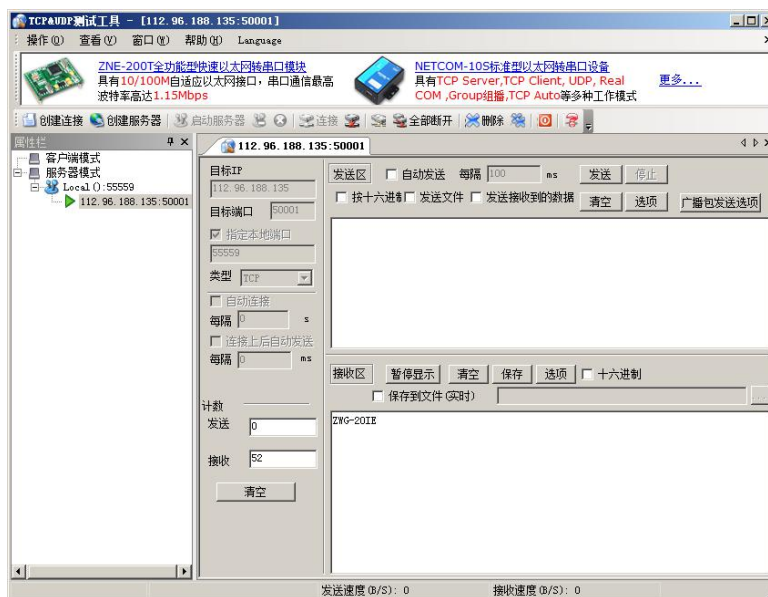 TCP&UDP测试工具 - [112.96.188.135:50001]
操作(O) 查看(V) 窗口(W) 帮助(H) Language
ZNE-200T全功能型快速以太网转串口模块
具有10/100M自适应以太网接口，串口通信最高
波特率高达1.15Mbps
NETCOM-10S标准型以太网转串口设备
具有TCP Server,TCP Client, UDP, Real
COM ,Group组播,TCP Auto等多种工作模式
更多...
创建连接 创建服务器 启动服务器 连接 全部断开 删除
属性栏
客户端模式
服务器模式
Local():55559
112.96.188.135:50001
112.96.188.135:50001
目标IP
112.96.188.135
目标端口 50001
指定本地端口
55559
类型 TCP
自动连接
每隔 0 s
连接上后自动发送
每隔 0 ms
计数
发送 0
接收 52
清空
发送区 自动发送 每隔 100 ms 发送 停止
按十六进制 发送文件 发送接收到的数据 清空 选项 广播包发送选项
接收区 暂停显示 清空 保存 选项 十六进制
保存到文件(实时) ...
ZWG-20IE
发送速度(B/S): 0 接收速度(B/S): 0